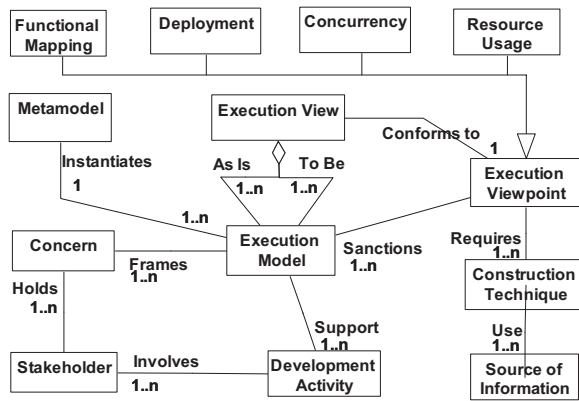 Functional
Mapping
Deployment
Concurrency
Resource
Usage
Metamodel
Execution View
Conforms to
1
Instantiates
1
As Is
To Be
1..n
1..n
Execution
Viewpoint
1..n
Concern
Execution
Model
Frames
1..n
Sanctions
1..n
Requires
1..n
Construction
Technique
Holds
1..n
Support
1..n
Use
1..n
Stakeholder
Involves
1..n
Development
Activity
Source of
Information